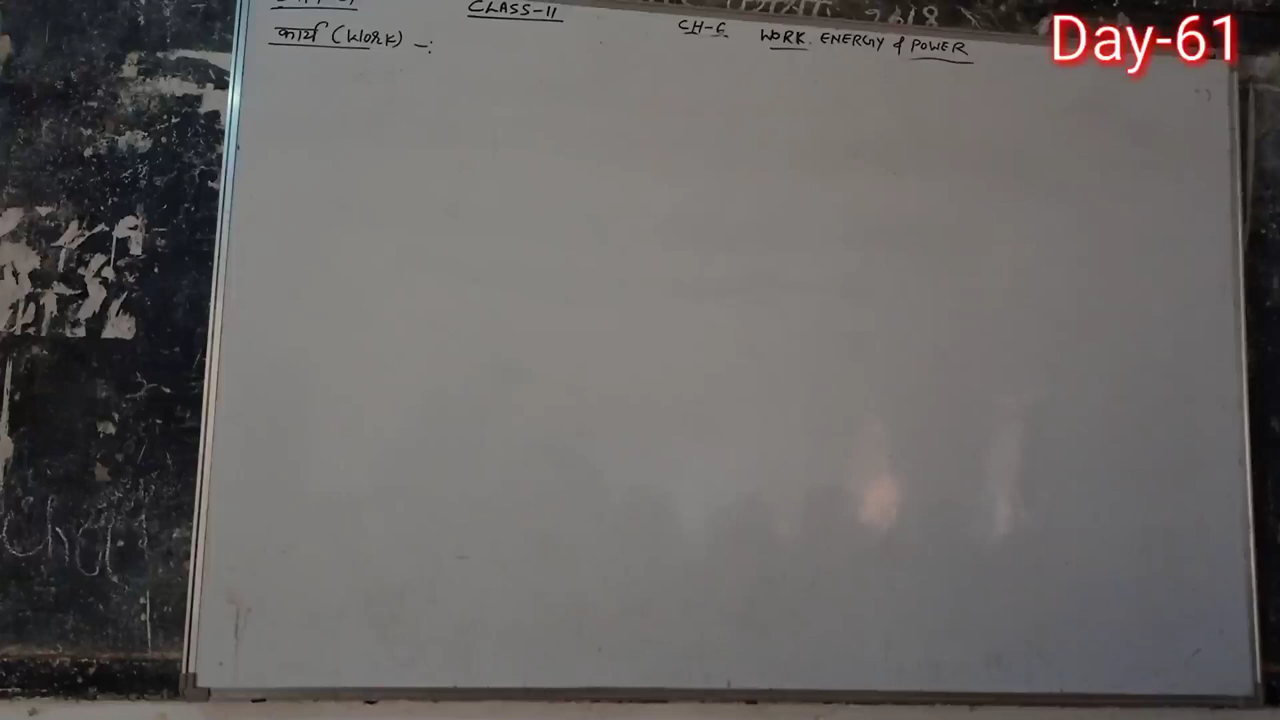 CLASS-11
CH-6 WORK, ENERGY & POWER
Day-61
कार्य (Work) -: